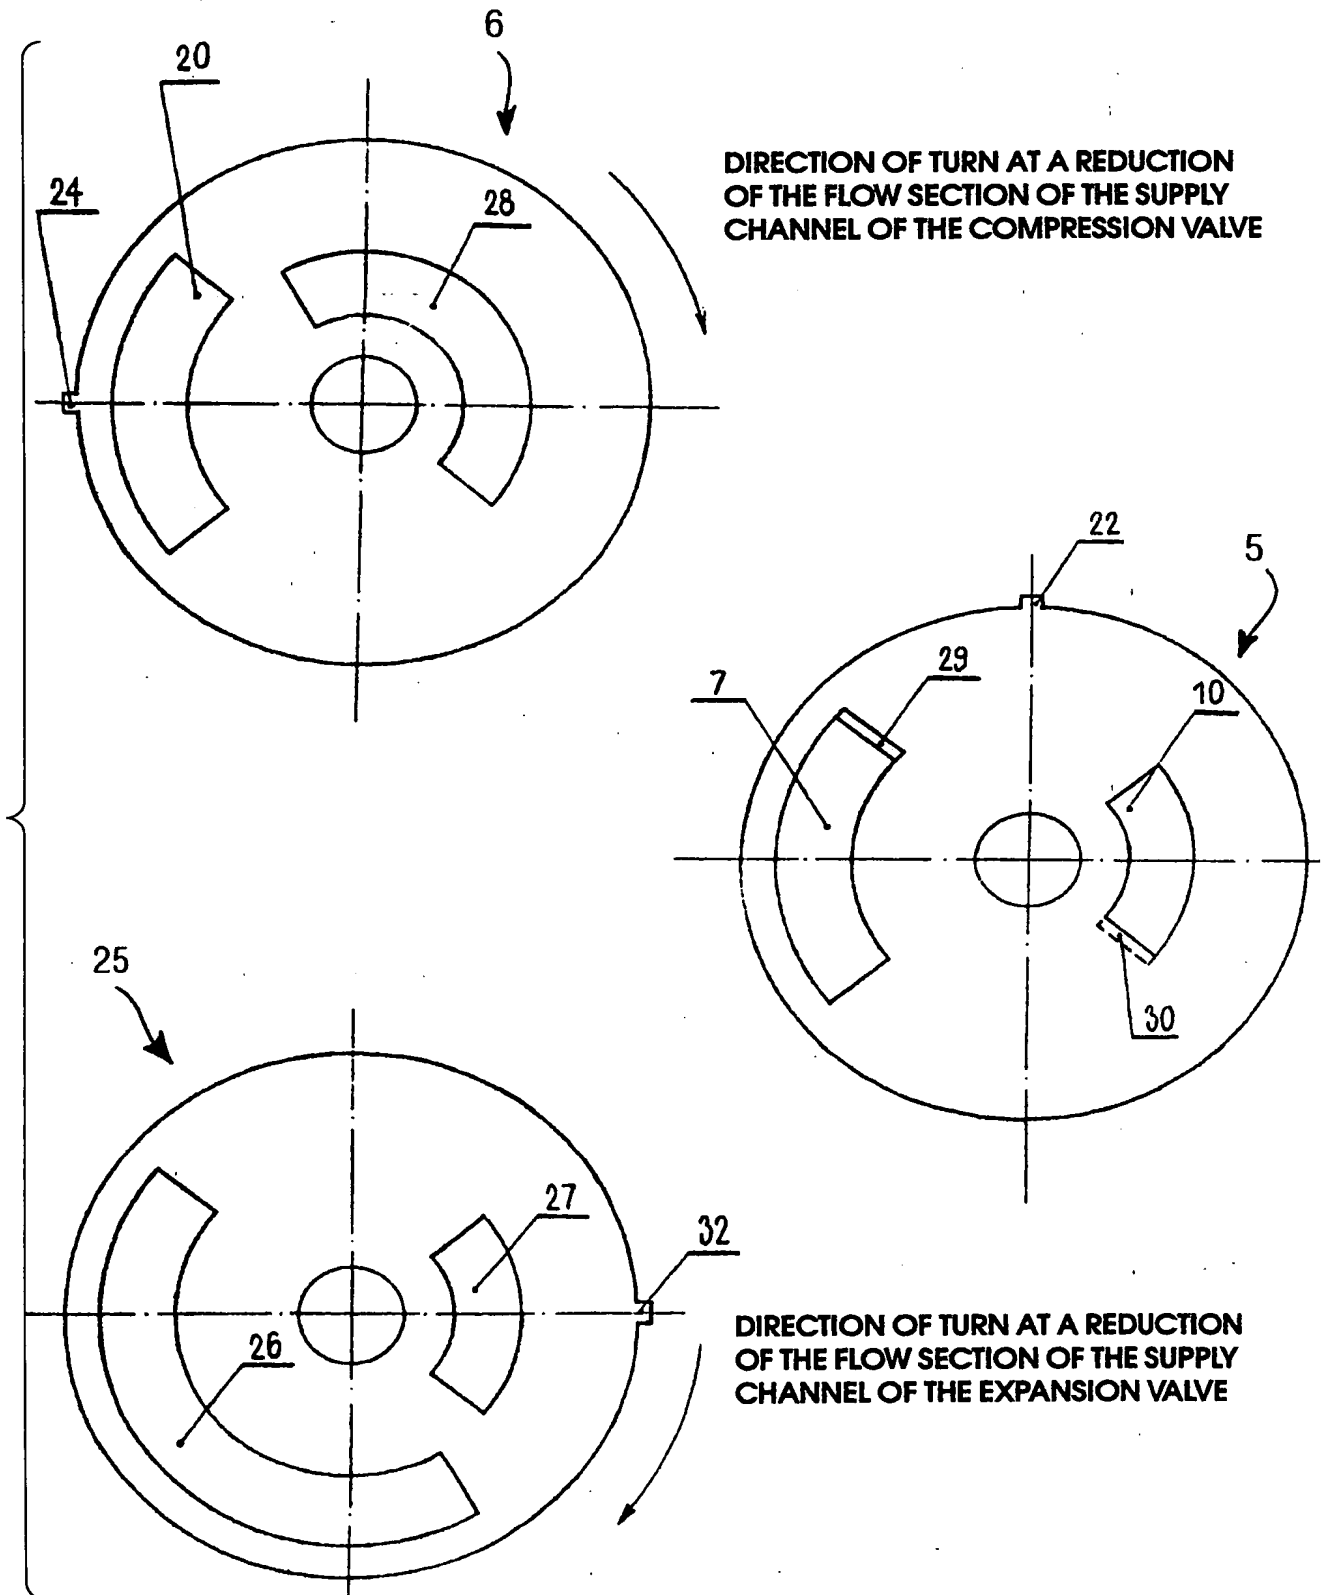 6
20
DIRECTION OF TURN AT A REDUCTION
OF THE FLOW SECTION OF THE SUPPLY
CHANNEL OF THE COMPRESSION VALVE
24
28
22
5
29
7
10
25
30
27
32
26
DIRECTION OF TURN AT A REDUCTION
OF THE FLOW SECTION OF THE SUPPLY
CHANNEL OF THE EXPANSION VALVE